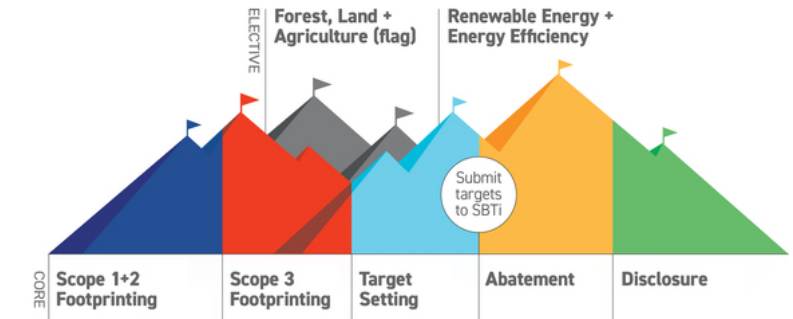 ELECTIVE
Forest, Land +
Agriculture (flag)
Renewable Energy +
Energy Efficiency
Submit
targets
to SBTi
CORE
Scope 1+2
Footprinting
Scope 3
Footprinting
Target
Setting
Abatement
Disclosure